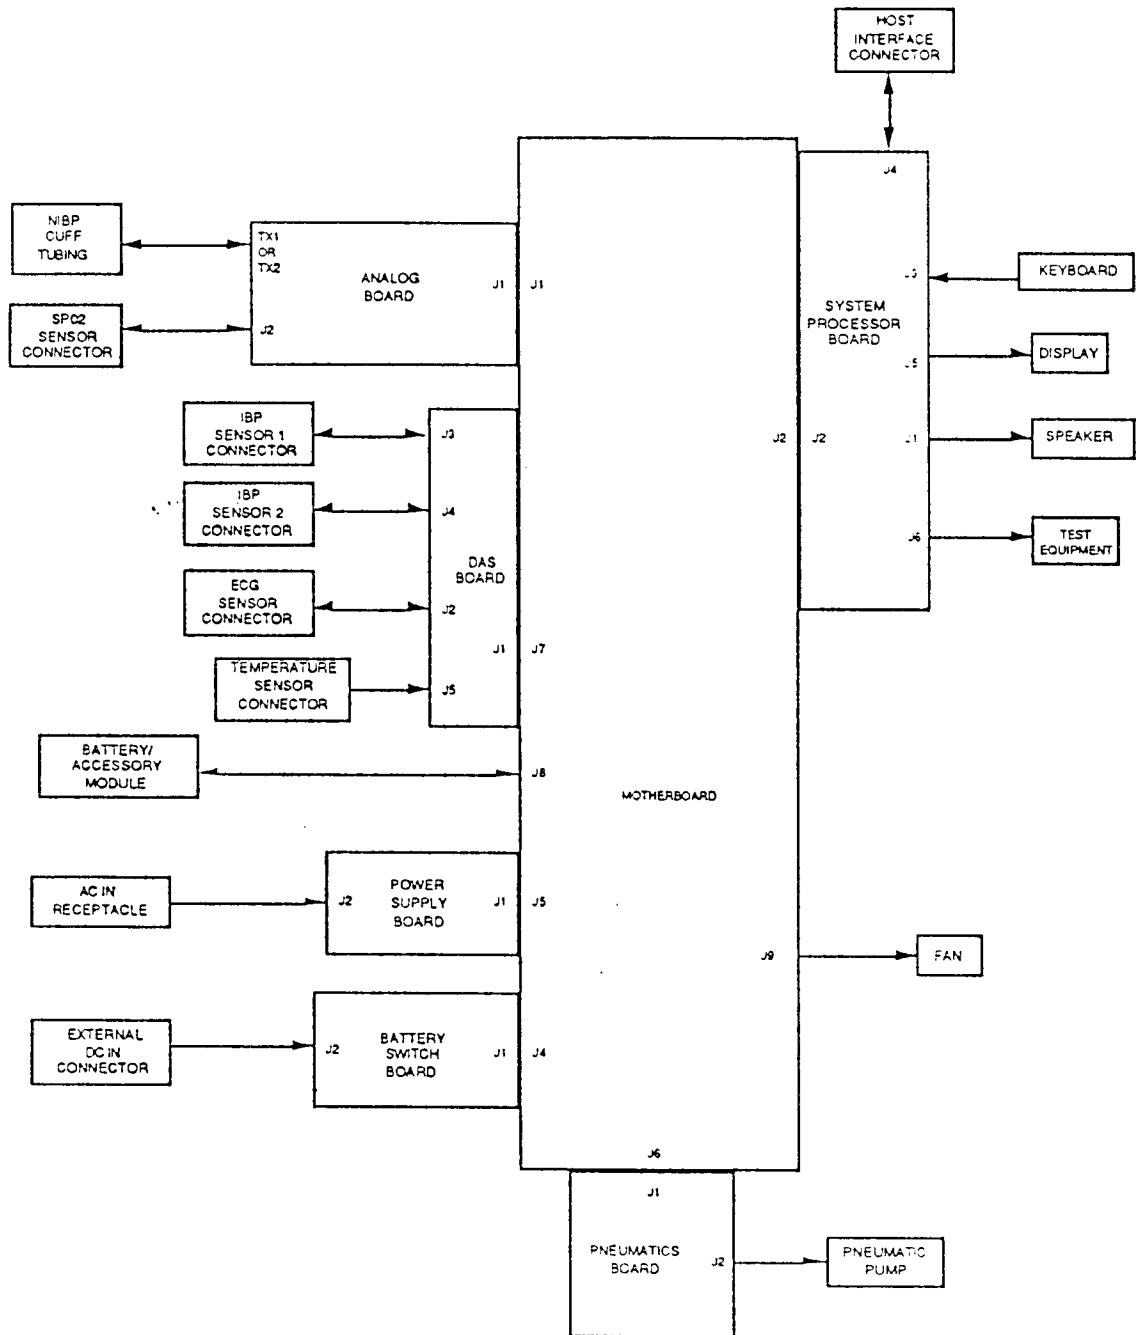 HOST
INTERFACE
CONNECTOR
J4
NIBP
CUFF
TUBING
TX1
OR
TX2
ANALOG
BOARD
J1
J1
SPO2
SENSOR
CONNECTOR
J2
SYSTEM
PROCESSOR
BOARD
J3
KEYBOARD
J5
DISPLAY
J2
J2
J1
SPEAKER
J6
TEST
EQUIPMENT
IBP
SENSOR 1
CONNECTOR
J3
IBP
SENSOR 2
CONNECTOR
J4
DAS
BOARD
ECG
SENSOR
CONNECTOR
J2
J1
J7
TEMPERATURE
SENSOR
CONNECTOR
J5
BATTERY/
ACCESSORY
MODULE
J8
MOTHERBOARD
AC IN
RECEPTACLE
J2
POWER
SUPPLY
BOARD
J1
J5
J9
FAN
EXTERNAL
DC IN
CONNECTOR
J2
BATTERY
SWITCH
BOARD
J1
J4
J6
J1
PNEUMATICS
BOARD
J2
PNEUMATIC
PUMP